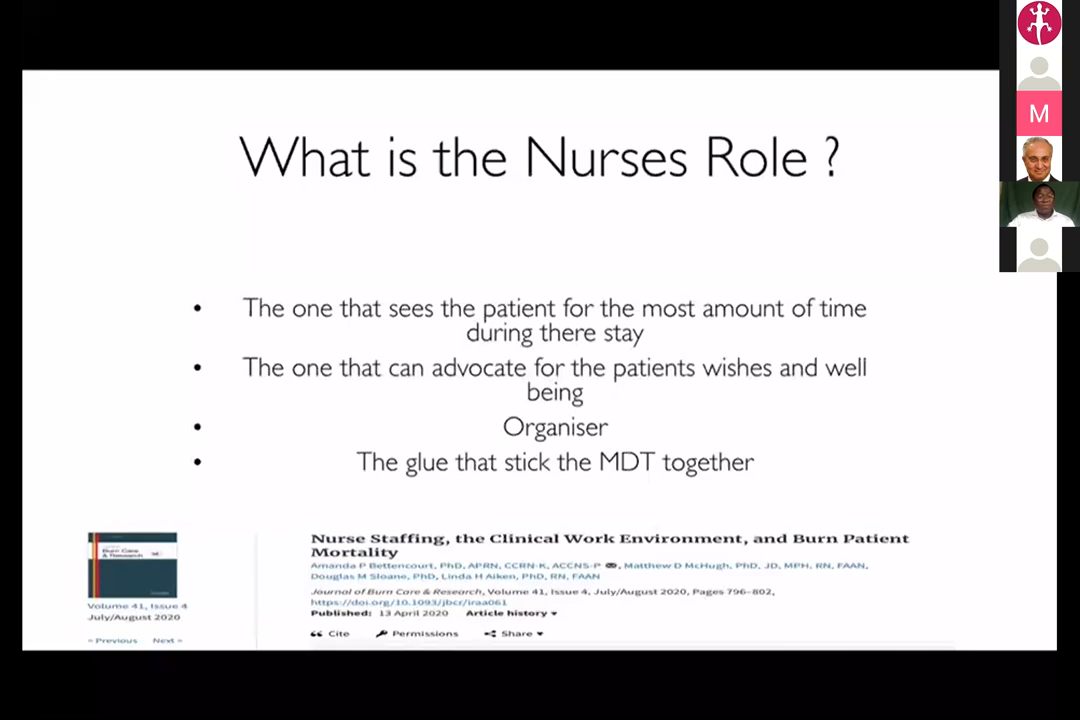 What is the Nurses Role ?
M
• The one that sees the patient for the most amount of time
during there stay
• The one that can advocate for the patients wishes and well
being
• Organiser
• The glue that stick the MDT together
Burn Care
& Research
Volume 41, Issue 4
July/August 2020
« Previous Next »
Nurse Staffing, the Clinical Work Environment, and Burn Patient
Mortality
Amanda P Bettencourt, PhD, APRN, CCRN-K, ACCNS-P, Matthew D McHugh, PhD, JD, MPH, RN, FAAN,
Douglas M Sloane, PhD, Linda H Aiken, PhD, RN, FAAN
Journal of Burn Care & Research, Volume 41, Issue 4, July/August 2020, Pages 796–802,
https://doi.org/10.1093/jbcr/iraa061
Published: 13 April 2020 Article history
Cite Permissions Share